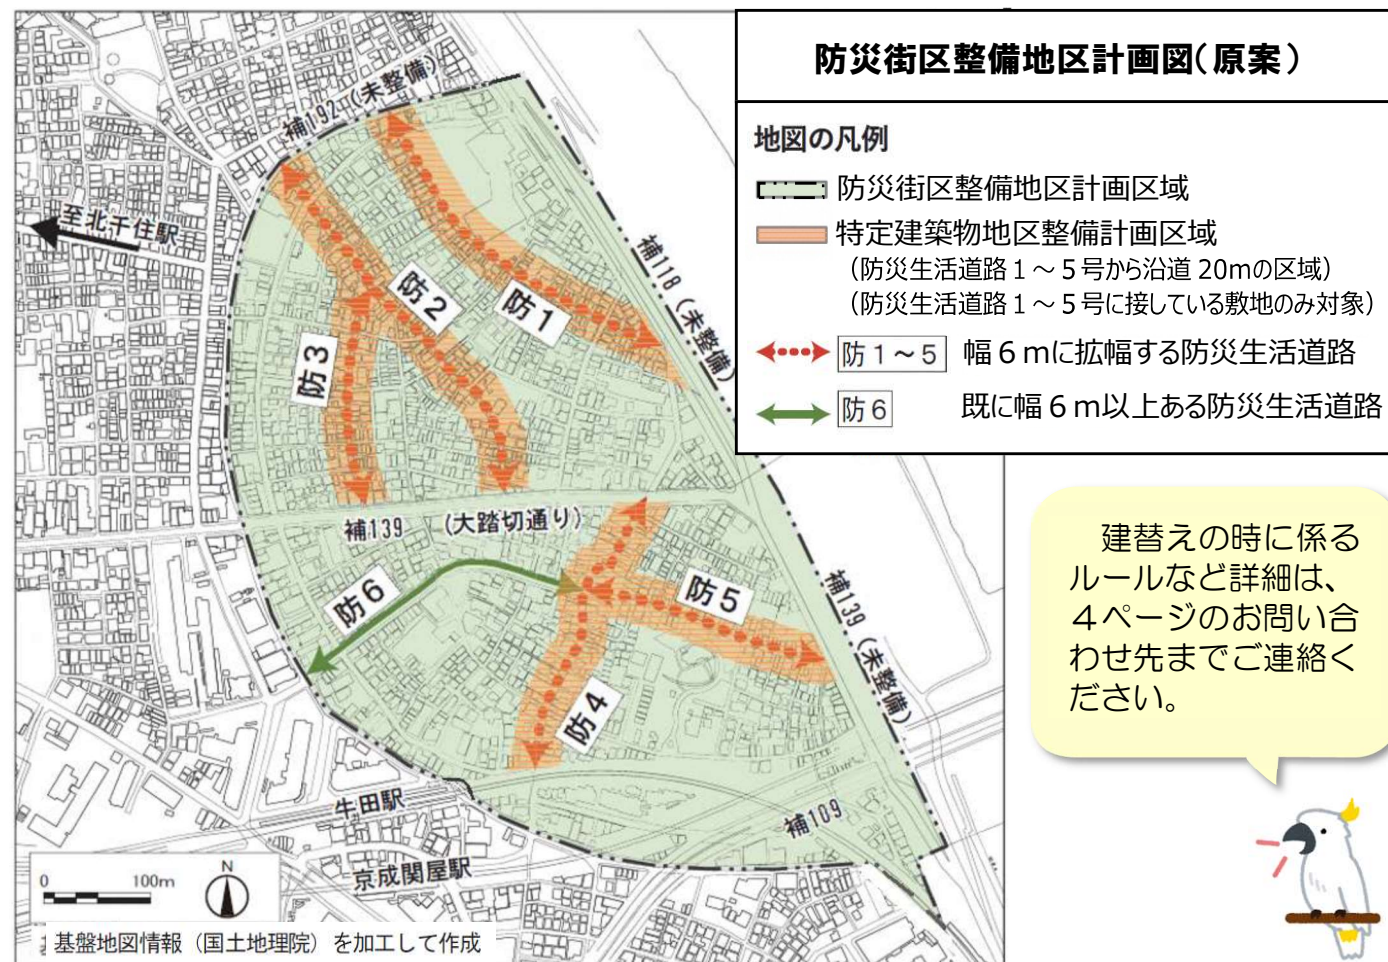 防災街区整備地区計画図(原案)
地図の凡例
防災街区整備地区計画区域
特定建築物地区整備計画区域
(防災生活道路1～5号から沿道20mの区域)
(防災生活道路1～5号に接している敷地のみ対象)
防1～5 幅6mに拡幅する防災生活道路
防6 既に幅6m以上ある防災生活道路
補192(未整備)
至北千住駅
補118(未整備)
防2
防1
防3
補139 (大踏切通り)
防6
防5
補139(未整備)
防4
牛田駅
補109
京成関屋駅
0 100m
N
基盤地図情報(国土地理院)を加工して作成
建替えの時に係る
ルールなど詳細は、
4ページのお問い合
わせ先までご連絡く
ださい。